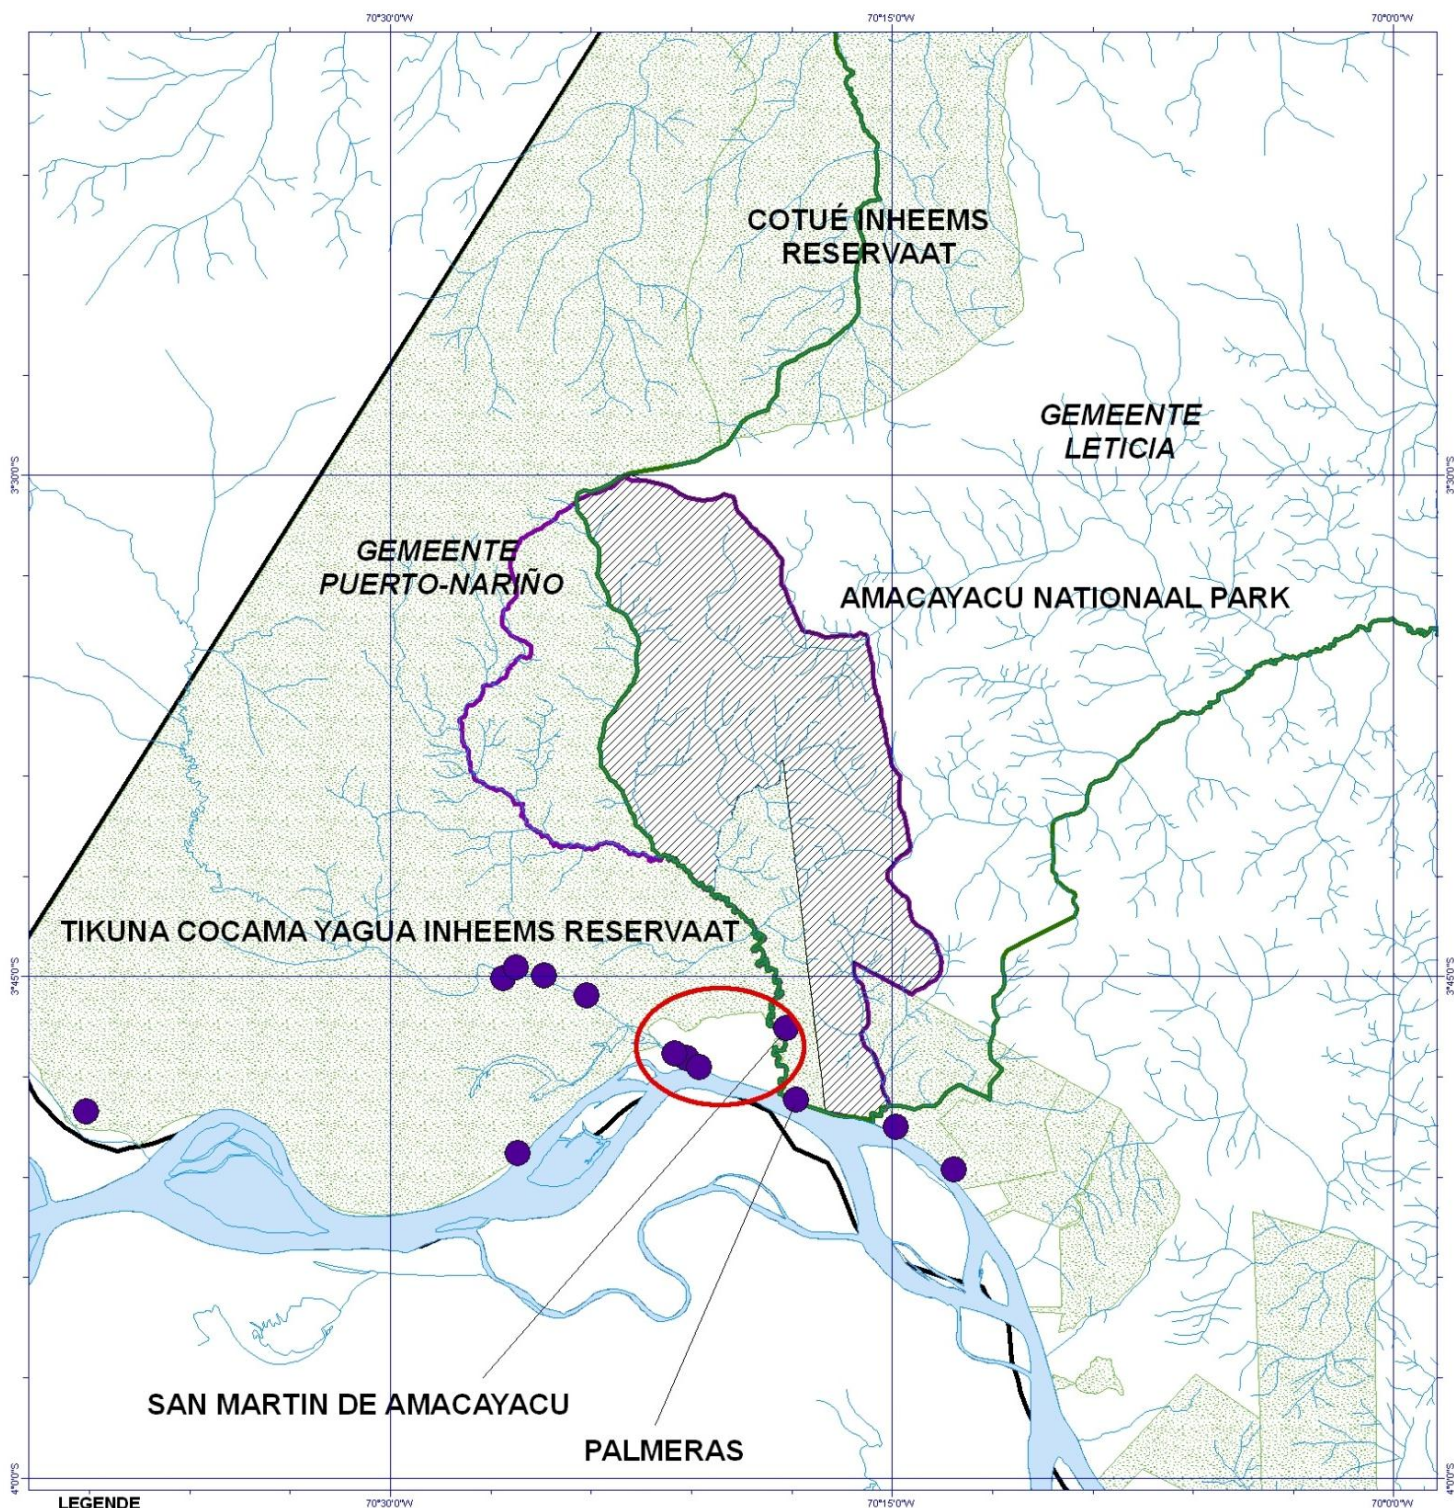 70°30'0"W 70°15'0"W 70°0'0"W
COTUÉ INHEEMS
RESERVAAT
GEMEENTE
LETICIA
3°30'0"S 3°30'0"S
GEMEENTE
PUERTO-NARIÑO
AMACAYACU NATIONAAL PARK
TIKUNA COCAMA YAGUA INHEEMS RESERVAAT
3°45'0"S 3°45'0"S
SAN MARTIN DE AMACAYACU
PALMERAS
4°0'0"S 4°0'0"S
LEGENDE
70°30'0"W 70°15'0"W 70°0'0"W